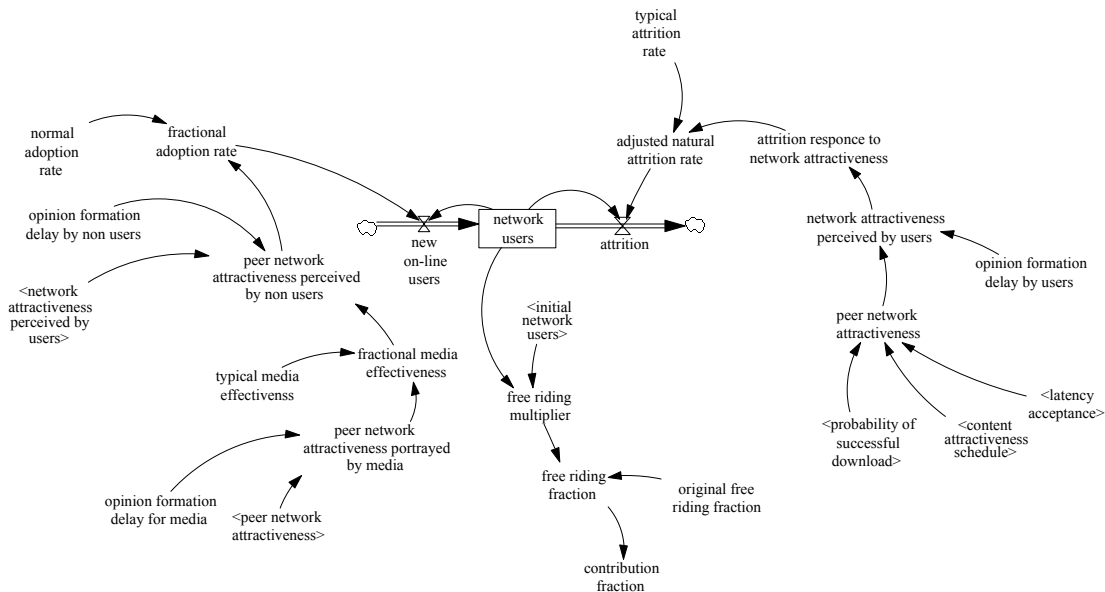 typical
attrition
rate
normal
adoption
rate
fractional
adoption rate
adjusted natural
attrition rate
attrition responce to
network attractiveness
opinion formation
delay by non users
new
on-line
users
network
users
attrition
network attractiveness
perceived by users
opinion formation
delay by users
peer network
attractiveness perceived
by non users
<network
attractiveness
perceived by
users>
<initial
network
users>
peer network
attractiveness
fractional media
effectiveness
typical media
effectivenss
free riding
multiplier
<latency
acceptance>
<probability of
successful
download>
<content
attractiveness
schedule>
peer network
attractiveness portrayed
by media
free riding
fraction
original free
riding fraction
opinion formation
delay for media
<peer network
attractiveness>
contribution
fraction